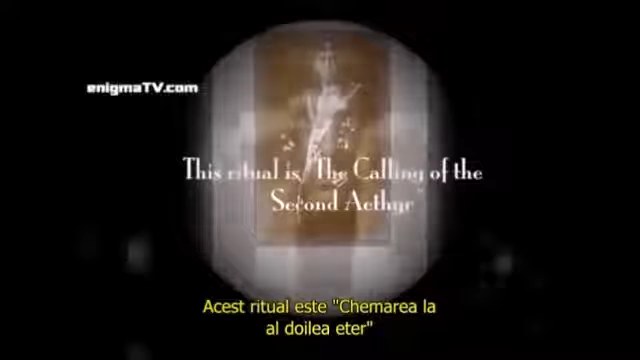 enigmaTV.com
This ritual is "The Calling of the
Second Aethyr"
Acest ritual este "Chemarea la
al doilea eter"